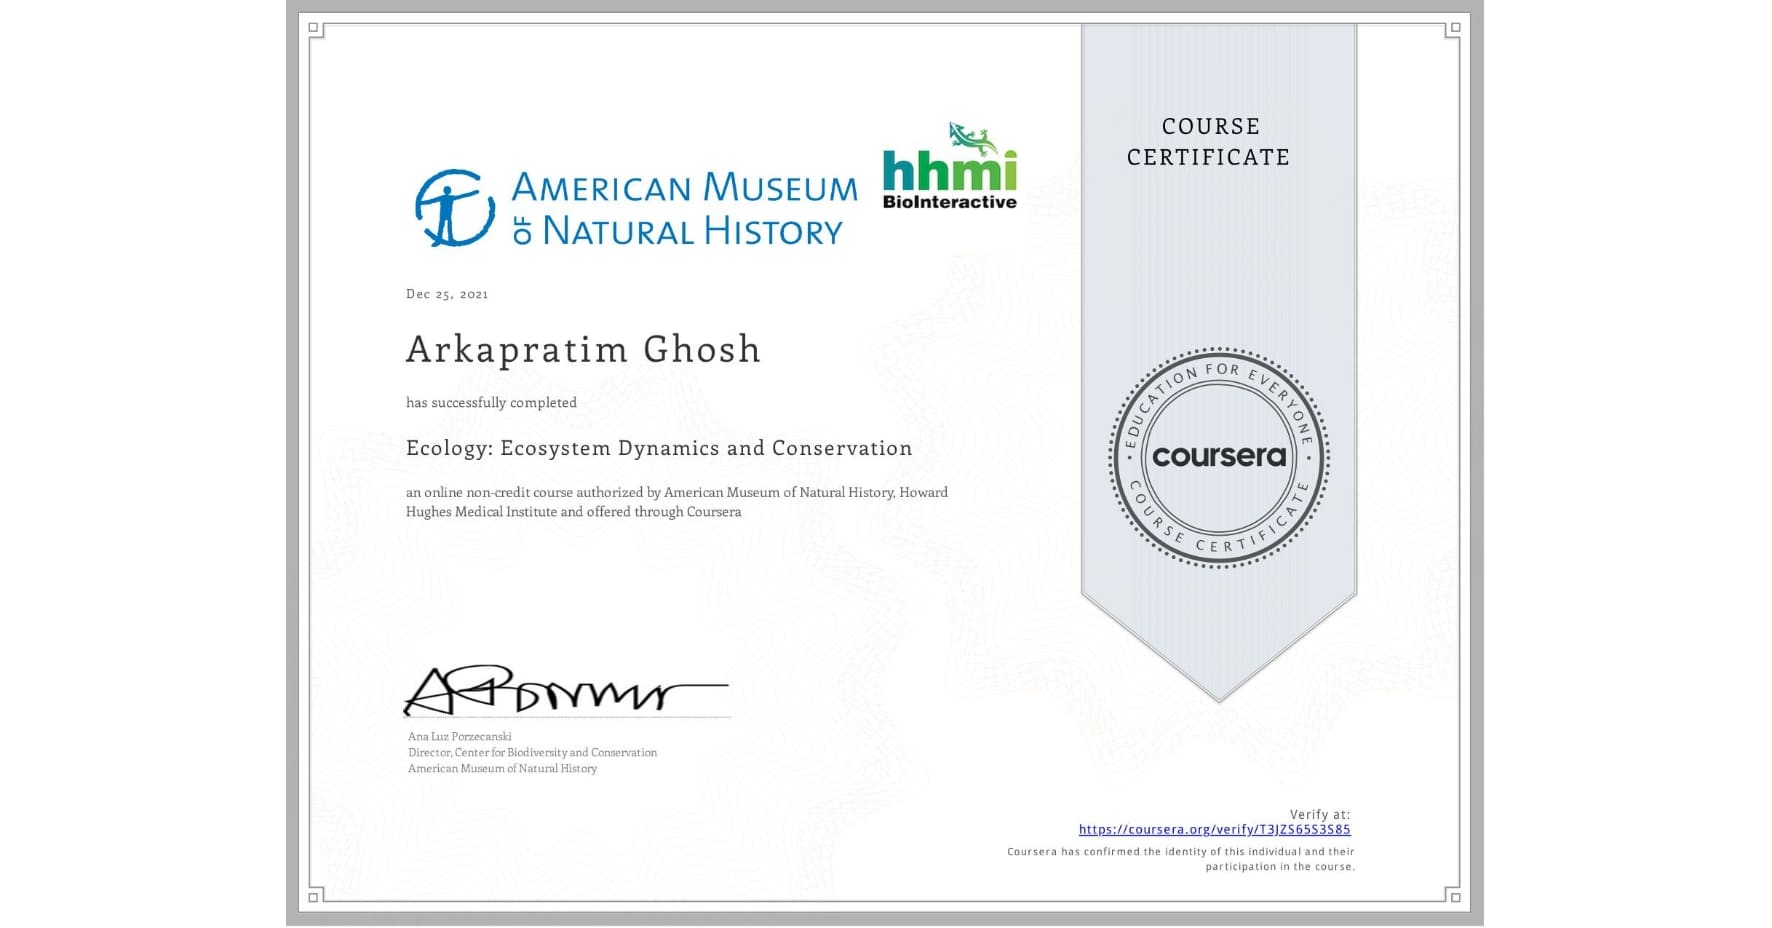 COURSE
CERTIFICATE
AMERICAN MUSEUM
OF NATURAL HISTORY
hhmi
BioInteractive
Dec 25, 2021
Arkapratim Ghosh
has successfully completed
Ecology: Ecosystem Dynamics and Conservation
an online non-credit course authorized by American Museum of Natural History, Howard
Hughes Medical Institute and offered through Coursera
EDUCATION FOR EVERYONE
coursera
COURSE CERTIFICATE
Ana Luz Porzecanski
Director, Center for Biodiversity and Conservation
American Museum of Natural History
Verify at:
https://coursera.org/verify/T3JZS65S3S85
Coursera has confirmed the identity of this individual and their
participation in the course.